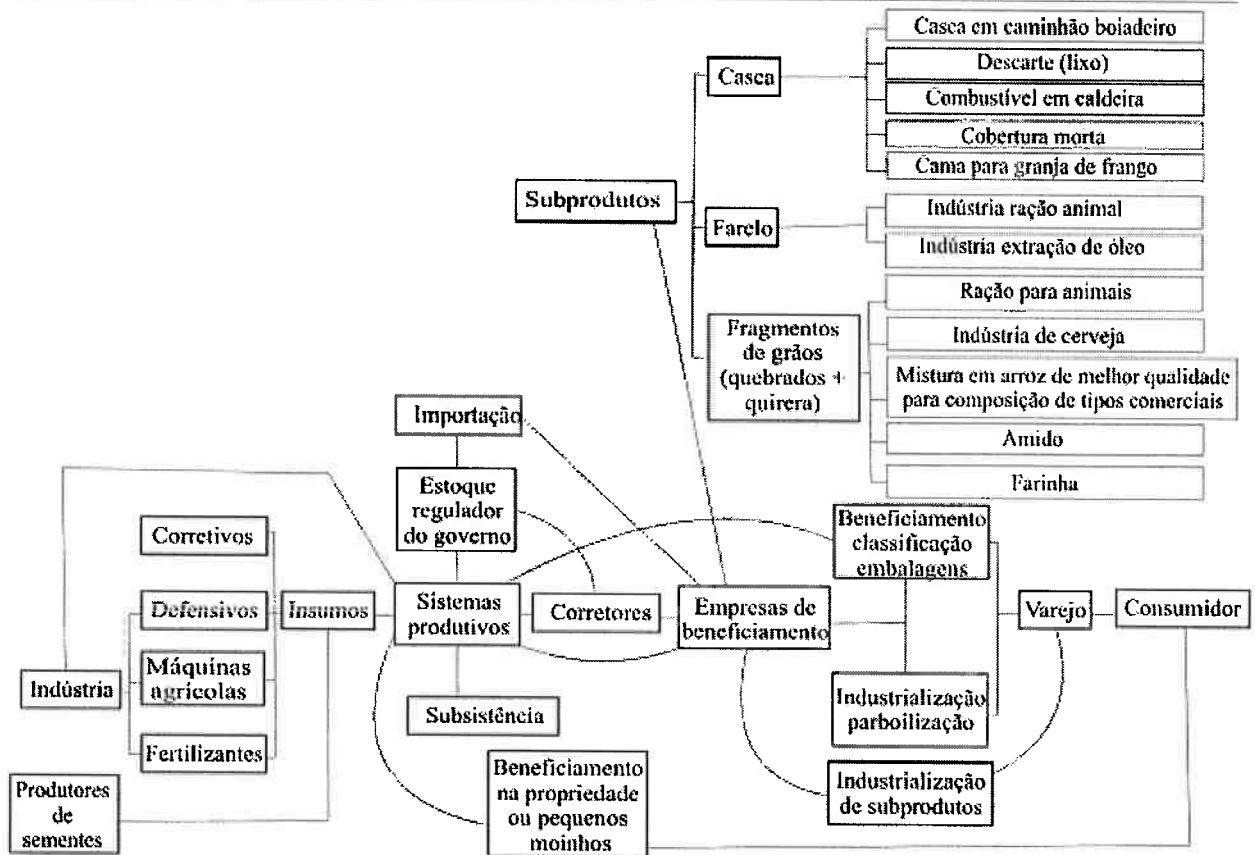 Casca em caminhão boiadeiro
Descarte (lixo)
Combustível em caldeira
Cobertura morta
Cama para granja de frango
Casca
Subprodutos
Farelo
Indústria ração animal
Indústria extração de óleo
Fragmentos
de grãos
(quebrados +
quirera)
Ração para animais
Indústria de cerveja
Mistura em arroz de melhor qualidade
para composição de tipos comerciais
Amido
Farinha
Importação
Estoque
regulador
do governo
Corretivos
Defensivos
Máquinas
agrícolas
Fertilizantes
Indústria
Produtores
de
sementes
Insumos
Sistemas
produtivos
Subsistência
Corretores
Empresas de
beneficiamento
Beneficiamento
na propriedade
ou pequenos
moinhos
Beneficiamento
classificação
embalagens
Industrialização
parboilização
Industrialização
de subprodutos
Varejo
Consumidor